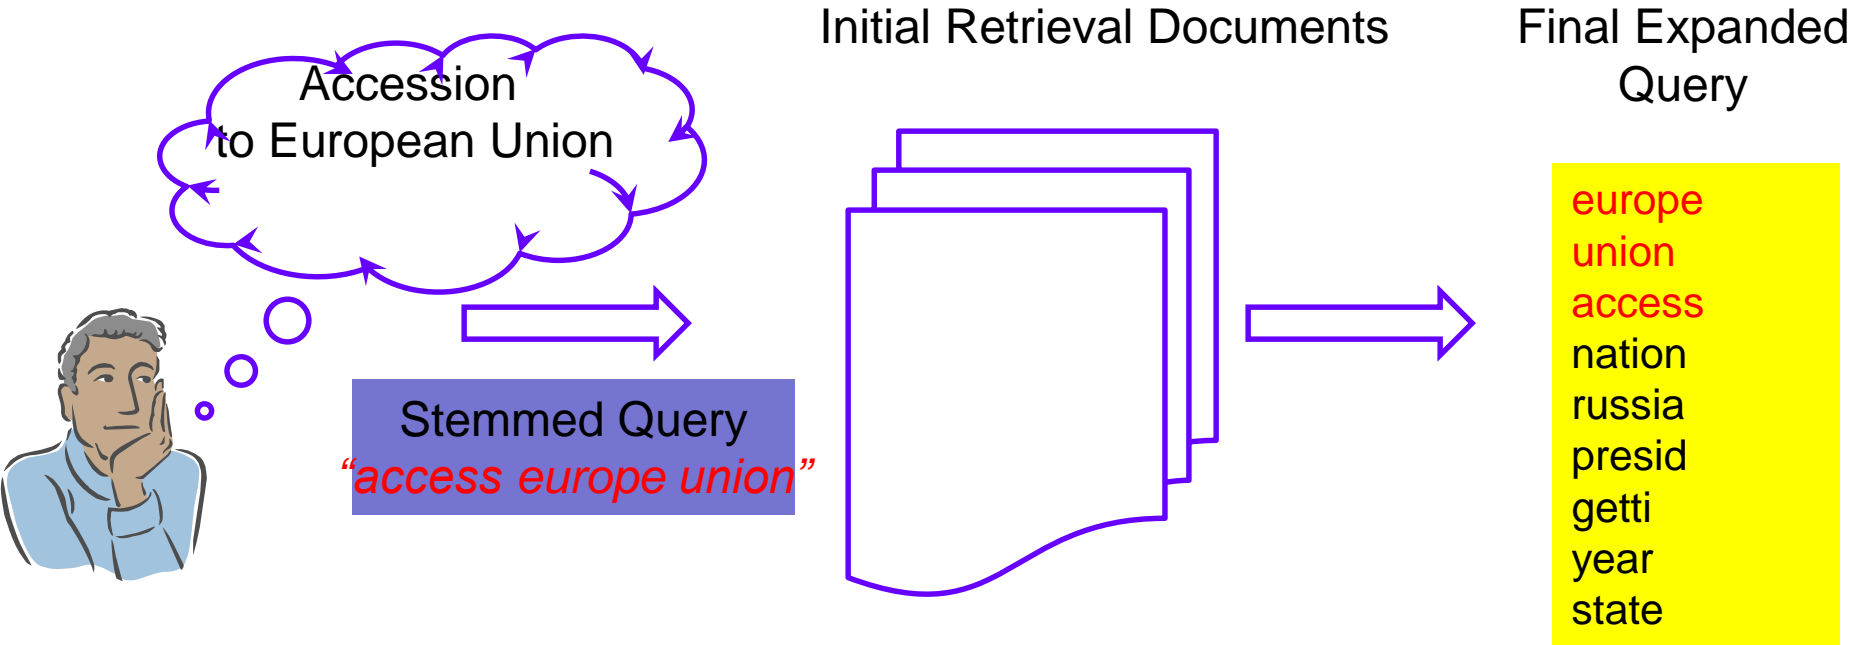 Accession
to European Union
Stemmed Query
“access europe union”
Initial Retrieval Documents
Final Expanded
Query
europe
union
access
nation
russia
presid
getti
year
state